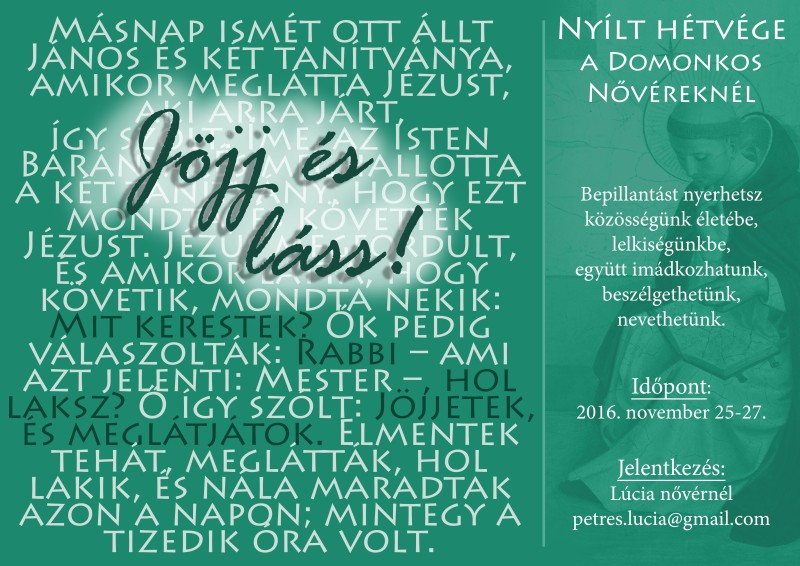 Másnap ismét ott állt
János és két tanítványa,
amikor meglátta Jézust,
arra járt,
így az Isten
a két hogy ezt
követték
Jézust.
és amikor hogy
követik, mondta nekik:
Mit kerestek? Ők pedig
válaszolták: Rabbi – ami
azt jelenti: Mester –, hol
laksz? Ő így szólt: Jöjjetek,
és meglátjátok. Elmentek
tehát, meglátták, hol
lakik, és nála maradtak
azon a napon; mintegy a
tizedik óra volt.
Jöjj és
láss!
Nyílt hétvége
a Domonkos
Nővéreknél
Bepillantást nyerhetsz
közösségünk életébe,
lelkiségünkbe,
együtt imádkozhatunk,
beszélgethetünk,
nevethetünk.
Időpont:
2016. november 25-27.
Jelentkezés:
Lúcia nővérnél
petres.lucia@gmail.com